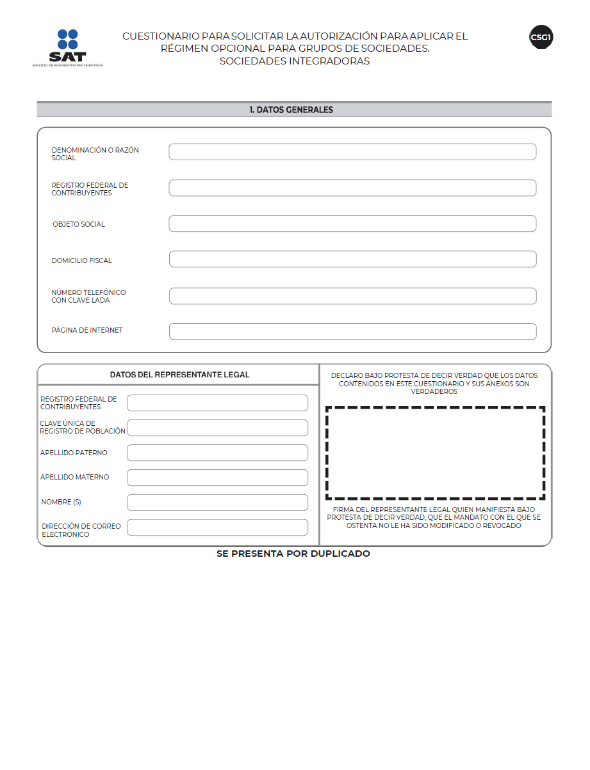 CUESTIONARIO PARA SOLICITAR LA AUTORIZACIÓN PARA APLICAR EL
RÉGIMEN OPCIONAL PARA GRUPOS DE SOCIEDADES.
SOCIEDADES INTEGRADORAS
SAT
CSG1
1. DATOS GENERALES
DENOMINACIÓN O RAZÓN
SOCIAL
REGISTRO FEDERAL DE
CONTRIBUYENTES
OBJETO SOCIAL
DOMICILIO FISCAL
NÚMERO TELEFÓNICO
CON CLAVE LADA
PÁGINA DE INTERNET
DATOS DEL REPRESENTANTE LEGAL
REGISTRO FEDERAL DE
CONTRIBUYENTES
CLAVE ÚNICA DE
REGISTRO DE POBLACIÓN
APELLIDO PATERNO
APELLIDO MATERNO
NOMBRE (S)
DIRECCIÓN DE CORREO
ELECTRÓNICO
DECLARO BAJO PROTESTA DE DECIR VERDAD QUE LOS DATOS
CONTENIDOS EN ESTE CUESTIONARIO Y SUS ANEXOS SON
VERDADEROS
FIRMA DEL REPRESENTANTE LEGAL QUIEN MANIFIESTA BAJO
PROTESTA DE DECIR VERDAD, QUE EL MANDATO CON EL QUE SE
OSTENTA NO LE HA SIDO MODIFICADO O REVOCADO
SE PRESENTA POR DUPLICADO